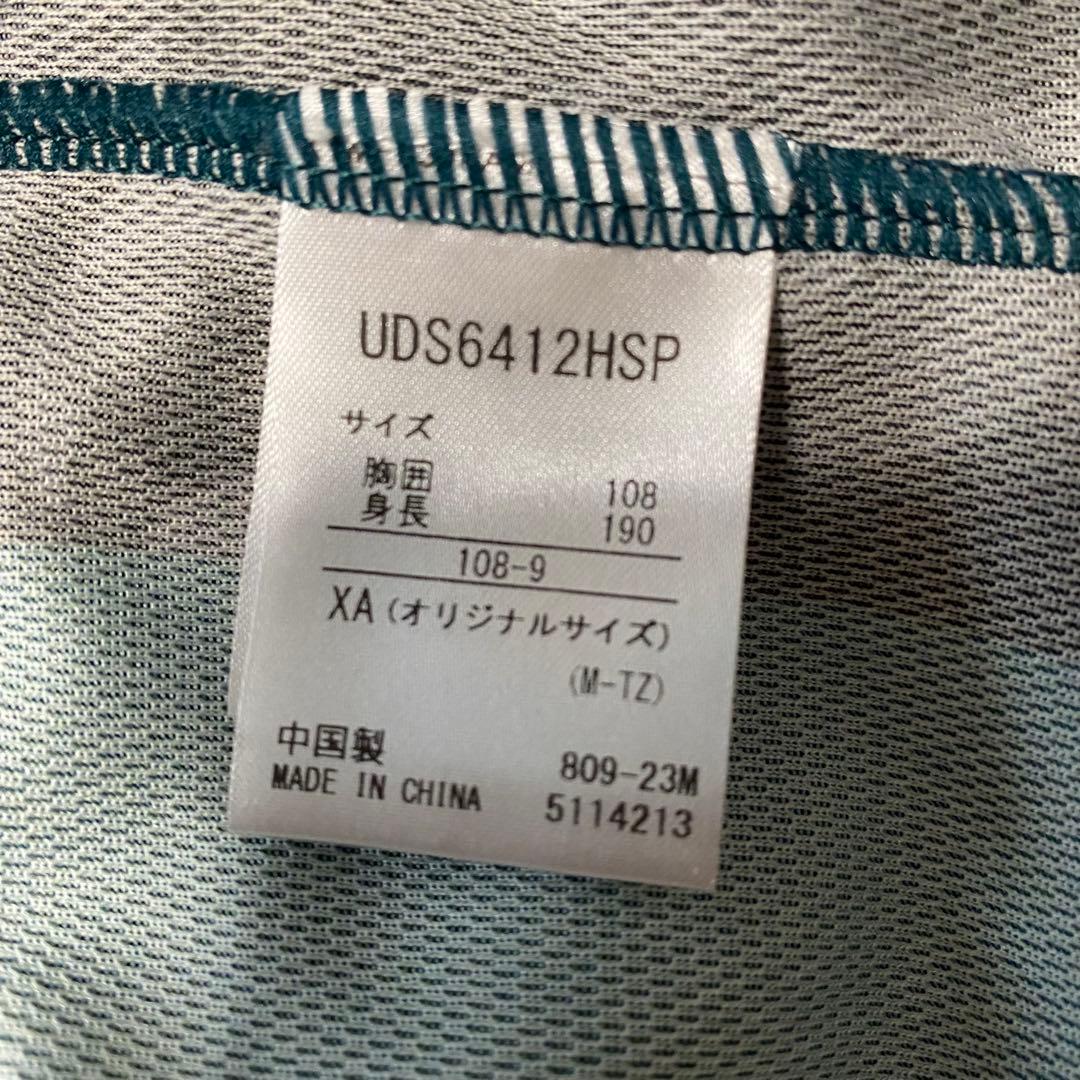 UDS6412HSP
サイズ
胸囲 108
身長 190
108-9
XA (オリジナルサイズ)
(M-TZ)
中国製 809-23M
MADE IN CHINA 5114213